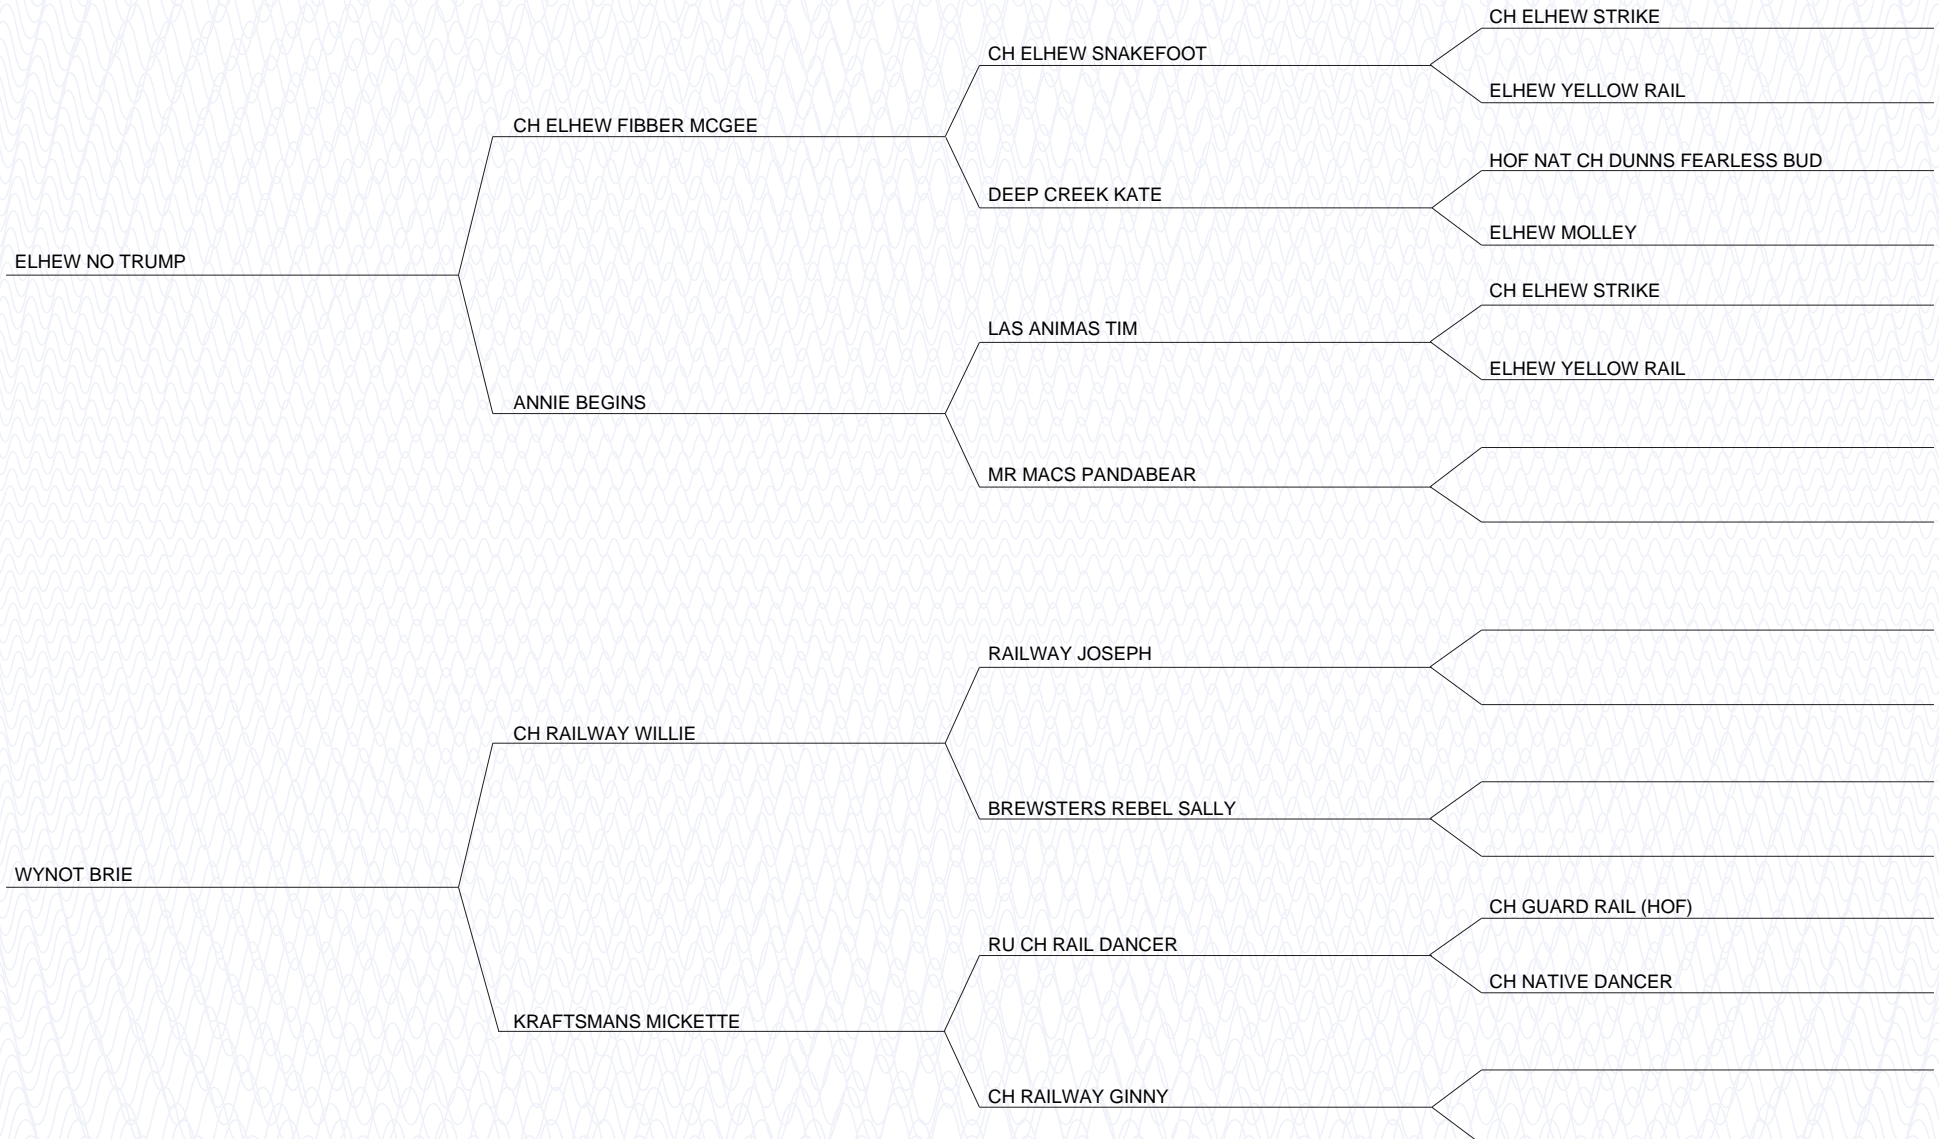 CH ELHEW STRIKE
CH ELHEW SNAKEFOOT
ELHEW YELLOW RAIL
CH ELHEW FIBBER MCGEE
HOF NAT CH DUNNS FEARLESS BUD
DEEP CREEK KATE
ELHEW MOLLEY
ELHEW NO TRUMP
CH ELHEW STRIKE
LAS ANIMAS TIM
ELHEW YELLOW RAIL
ANNIE BEGINS
MR MACS PANDABEAR
RAILWAY JOSEPH
CH RAILWAY WILLIE
BREWSTERS REBEL SALLY
WYNOT BRIE
CH GUARD RAIL (HOF)
RU CH RAIL DANCER
CH NATIVE DANCER
KRAFTSMANS MICKETTE
CH RAILWAY GINNY